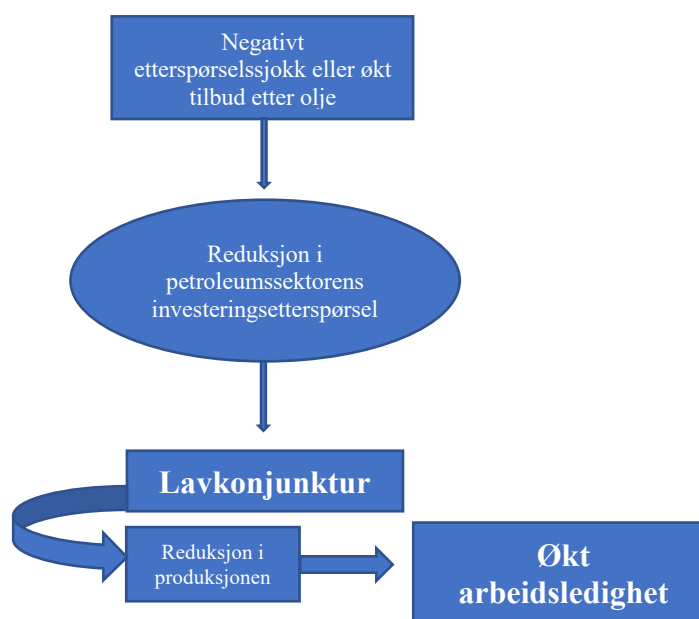 Negativt
etterspørselssjokk eller økt
tilbud etter olje
Reduksjon i
petroleumssektorens
investeringsetterspørsel
Lavkonjunktur
Reduksjon i
produksjonen
Økt
arbeidsledighet